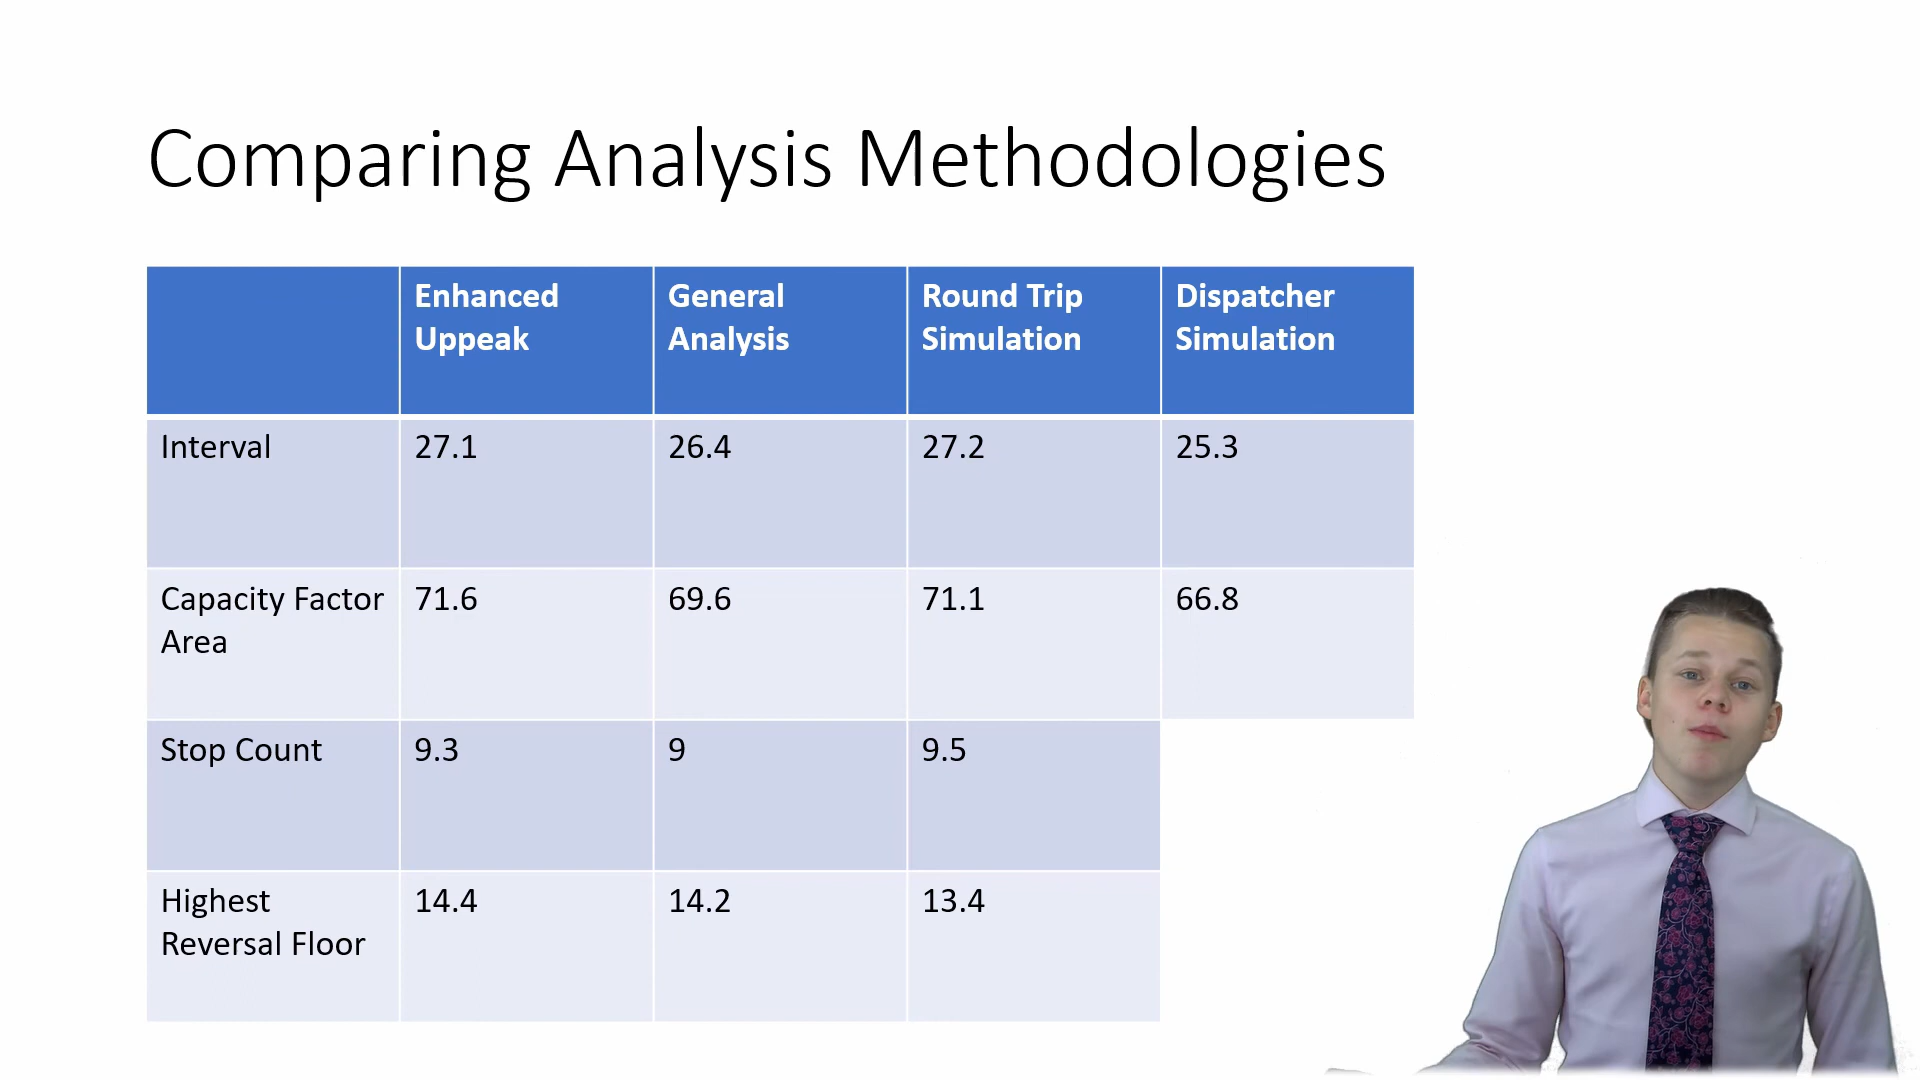 Comparing Analysis Methodologies
Enhanced Uppeak
General Analysis
Round Trip Simulation
Dispatcher Simulation
Interval 27.1 26.4 27.2 25.3
Capacity Factor Area 71.6 69.6 71.1 66.8
Stop Count 9.3 9 9.5
Highest Reversal Floor 14.4 14.2 13.4